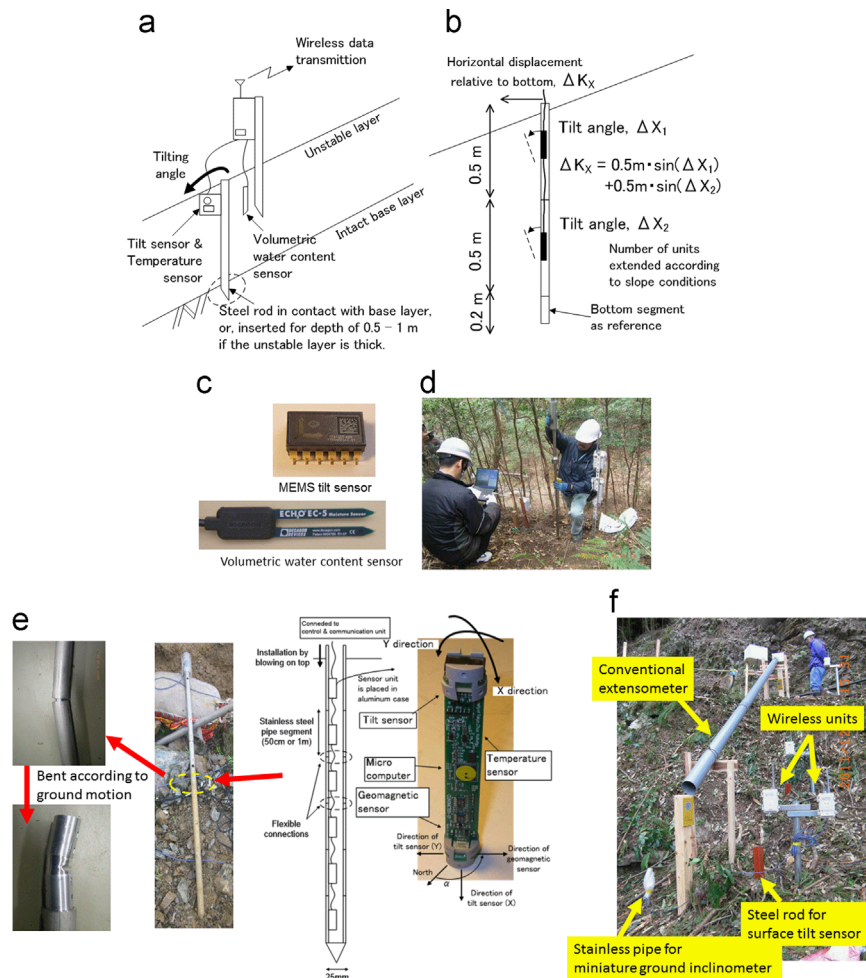 a
Wireless data
transmittion
Unstable layer
Tilting
angle
Intact base layer
Tilt sensor &
Temperature
sensor
Volumetric
water content
sensor
Steel rod in contact with base layer,
or, inserted for depth of 0.5 – 1 m
if the unstable layer is thick.
b
Horizontal displacement
relative to bottom, ΔKX
Tilt angle, ΔX1
0.5 m
ΔKX = 0.5m・sin(ΔX1)
+0.5m・sin(ΔX2)
Tilt angle, ΔX2
0.5 m
Number of units
extended according
to slope conditions
0.2 m
Bottom segment
as reference
c
MEMS tilt sensor
ECH2O EC-5
Moisture Sensor
DECAGON
DEVICES
Volumetric water content sensor
d
e
Bent according to
ground motion
Conneded to
control & communication unit
Installation by
blowing on top
Sensor unit
is placed in
aluminum case
Stainless steel
pipe segment
(50cm or 1m)
Flexible
connections
25mm
Y direction
X direction
Tilt sensor
Micro
computer
Temperature
sensor
Geomagnetic
sensor
Direction of
tilt sensor (Y)
Direction of
geomagnetic
sensor
North
α
Direction of
tilt sensor (X)
f
Conventional
extensometer
Wireless units
Steel rod for
surface tilt sensor
Stainless pipe for
miniature ground inclinometer